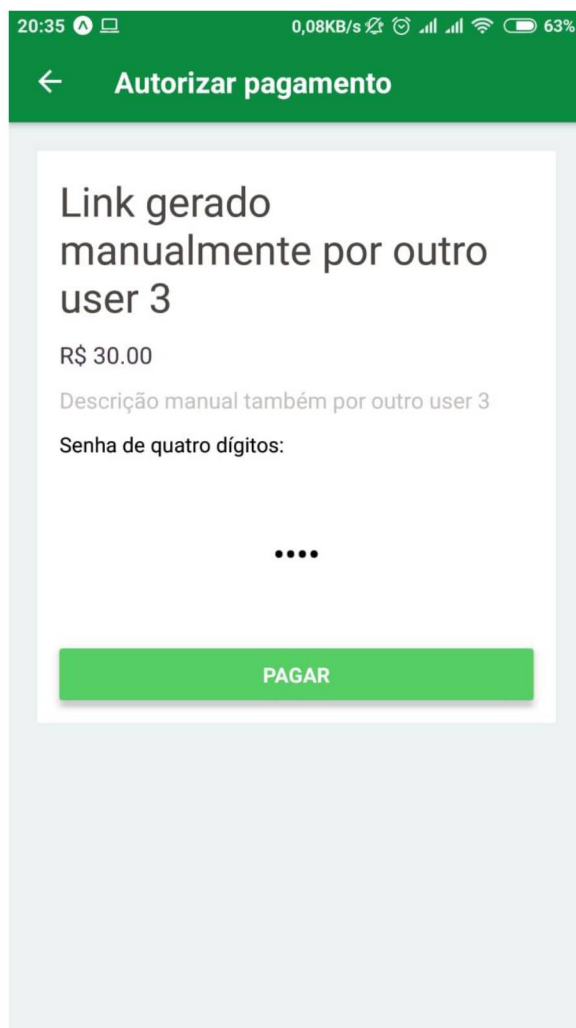 20:35 0,08KB/s 63%
Autorizar pagamento
Link gerado
manualmente por outro
user 3
R$ 30.00
Descrição manual também por outro user 3
Senha de quatro dígitos:
••••
PAGAR